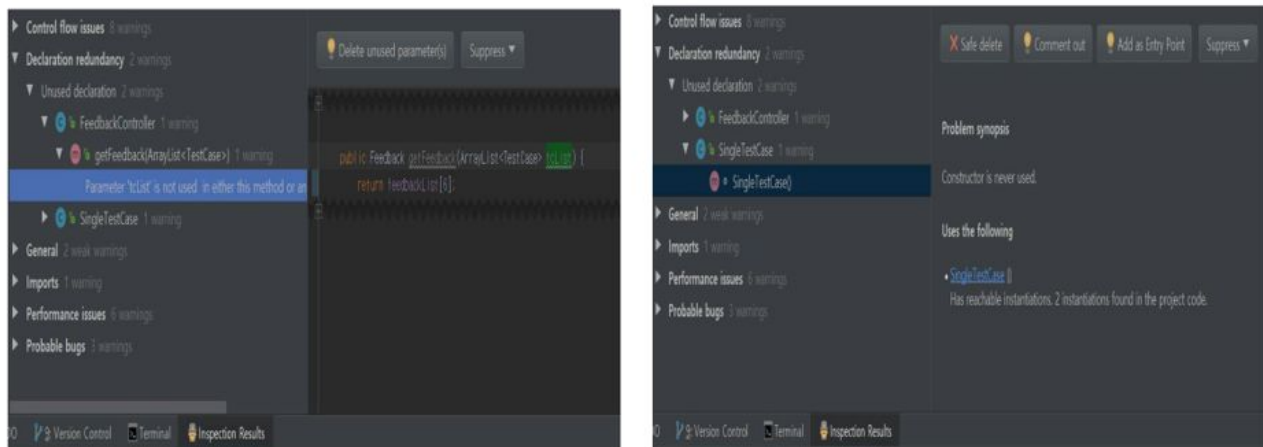 Control flow issues 8 warnings
Declaration redundancy 2 warnings
Unused declaration 2 warnings
FeedbackController 1 warning
getFeedback(ArrayList<TestCase>) 1 warning
Parameter 'tcList' is not used in either this method or an
SingleTestCase 1 warning
General 2 weak warnings
Imports 1 warning
Performance issues 6 warnings
Probable bugs 3 warnings
Delete unused parameter(s) Suppress
public Feedback getFeedback(ArrayList<TestCase> tcList) {
return feedbackList[6];
9: Version Control Terminal Inspection Results
Control flow issues 8 warnings
Declaration redundancy 2 warnings
Unused declaration 2 warnings
FeedbackController 1 warning
SingleTestCase 1 warning
SingleTestCase()
General 2 weak warnings
Imports 1 warning
Performance issues 6 warnings
Probable bugs 3 warnings
Safe delete Comment out Add as Entry Point Suppress
Problem synopsis
Constructor is never used.
Uses the following
• SingleTestCase ()
Has reachable instantiations. 2 instantiations found in the project code.
9: Version Control Terminal Inspection Results